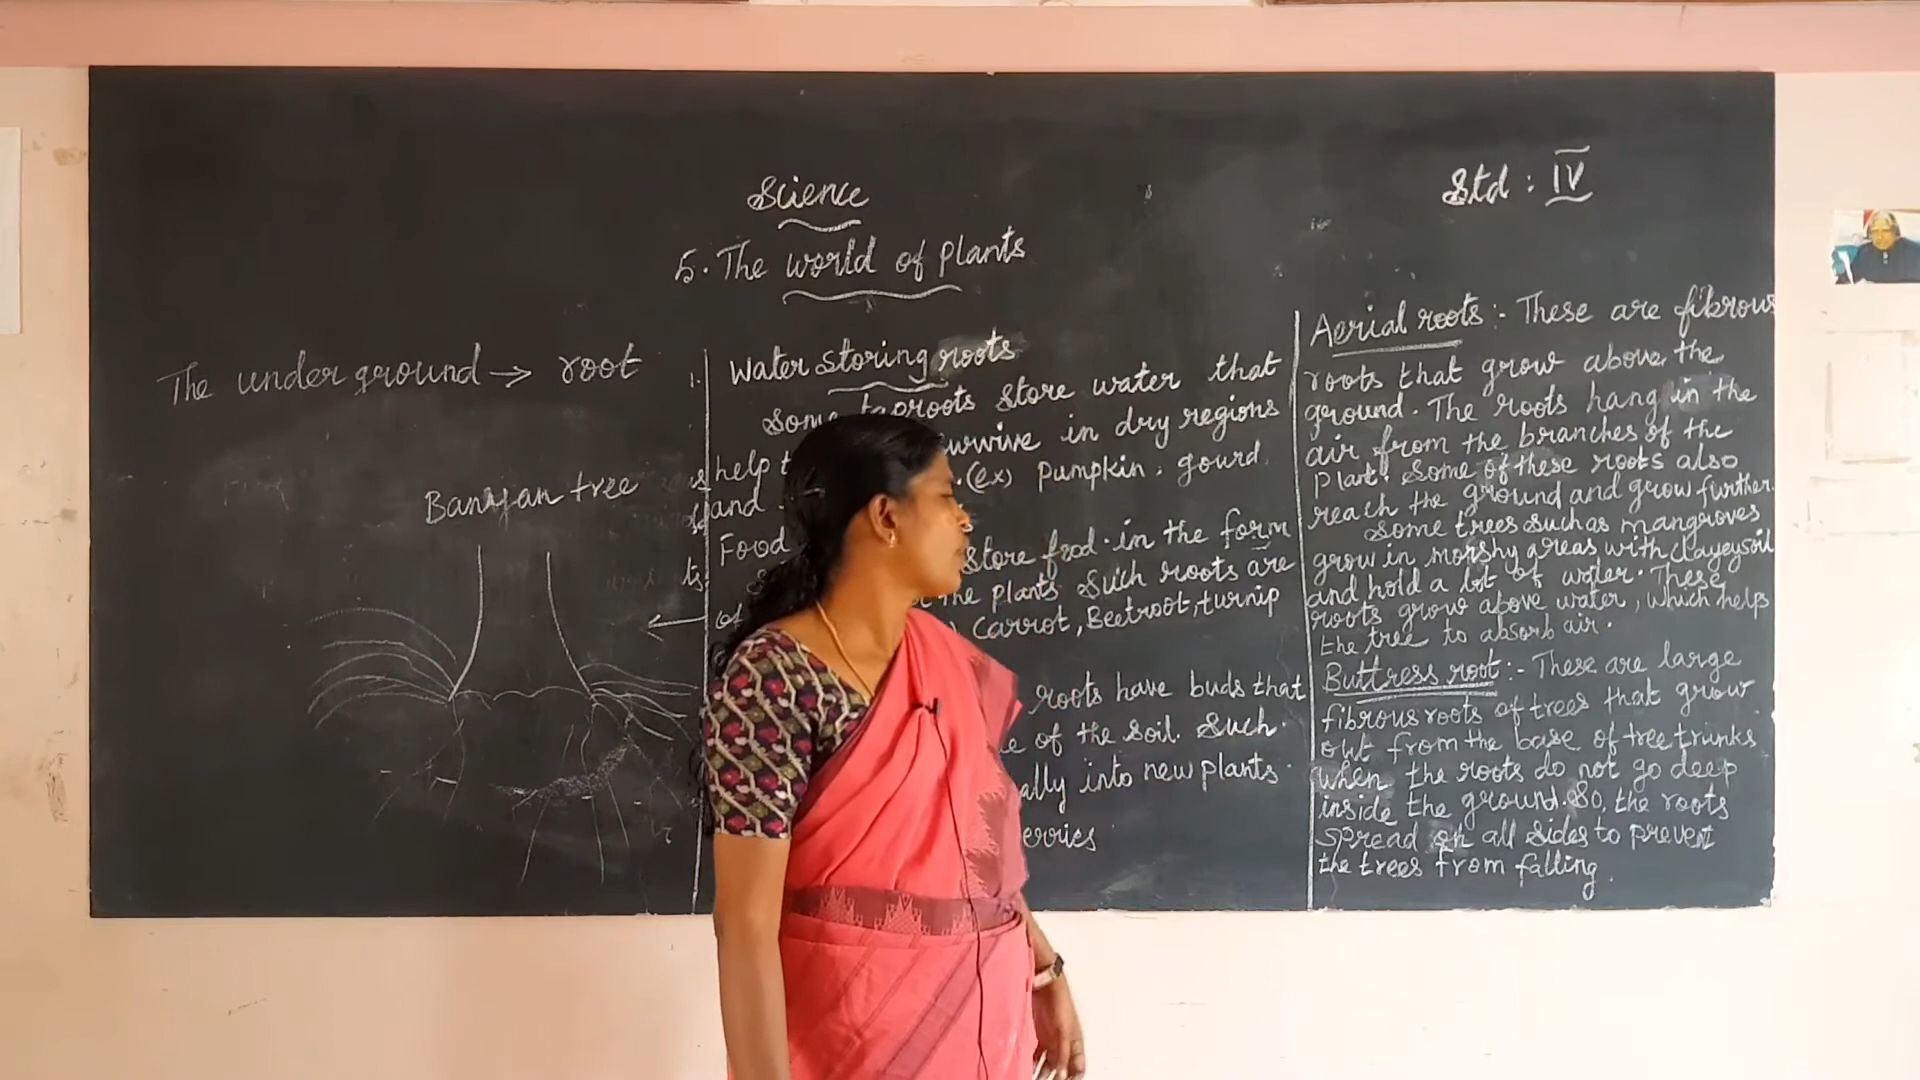 Science
Std : IV
5. The world of plants
The underground → root
Banyan tree
Water storing roots
Some taproots store water that
help survive in dry regions
and (ex) Pumpkin, gourd.
Food
store food in the form
of the plants Such roots are
Carrot, Beetroot, turnip
roots have buds that
of the soil. Such
into new plants.
Aerial roots :- These are fibrous
roots that grow above the
ground. The roots hang in the
air from the branches of the
Plant. Some of these roots also
reach the ground and grow further.
Some trees such as mangroves
grow in morshy areas with clayey soil
and hold a lot of water. These
roots grow above water, which helps
the tree to absorb air.
Buttress root :- These are large
fibrous roots of trees that grow
out from the base of tree trunks
when the roots do not go deep
inside the ground. So, the roots
spread on all sides to prevent
the trees from falling.